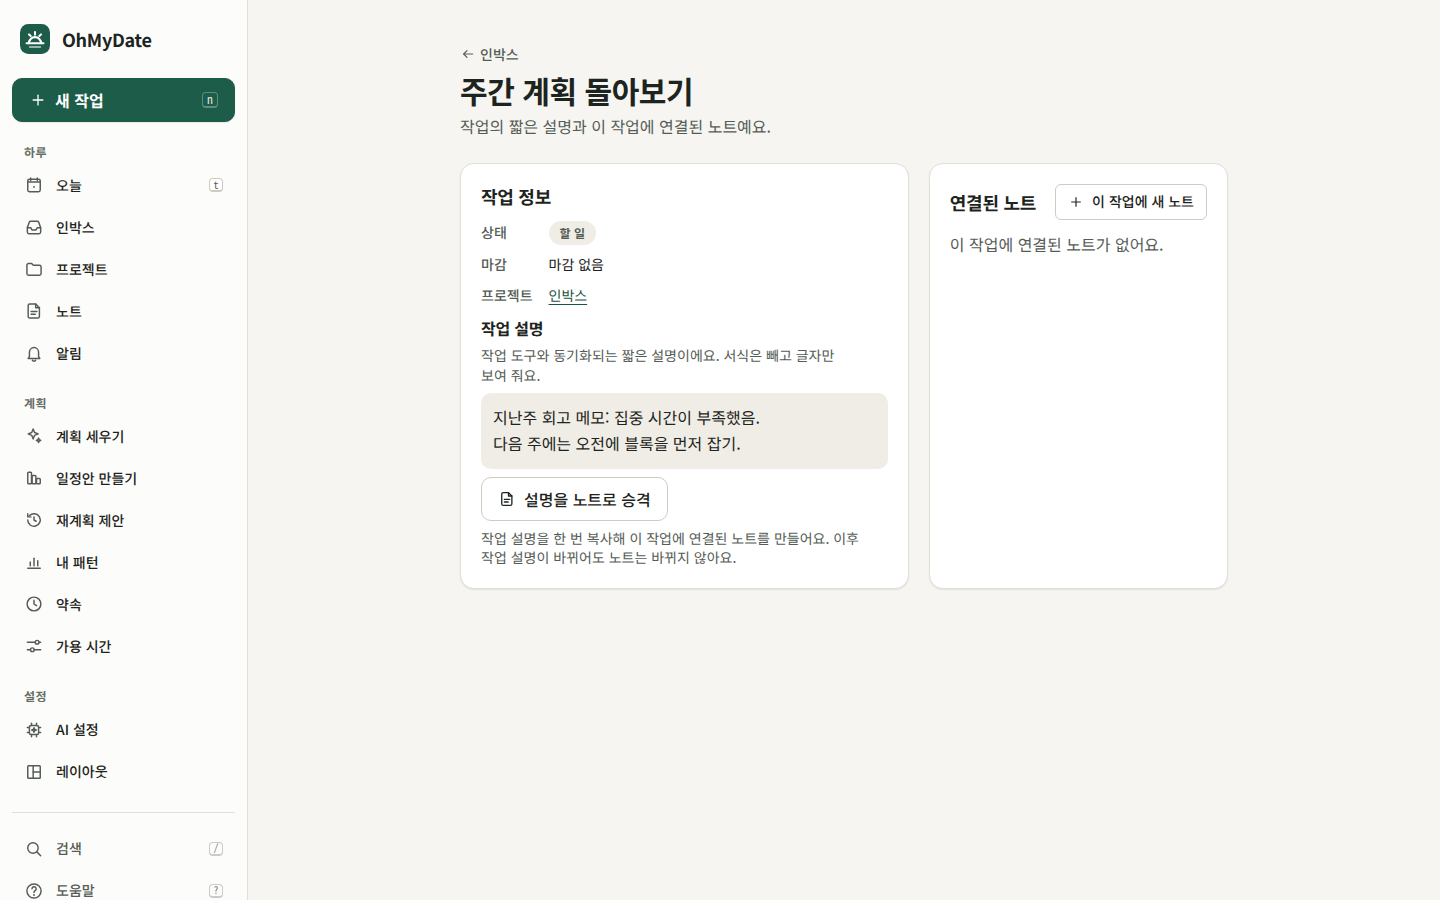 OhMyDate
새 작업
n
하루
오늘
t
인박스
프로젝트
노트
알림
계획
계획 세우기
일정안 만들기
재계획 제안
내 패턴
약속
가용 시간
설정
AI 설정
레이아웃
검색
/
도움말
?
← 인박스
주간 계획 돌아보기
작업의 짧은 설명과 이 작업에 연결된 노트예요.
작업 정보
상태 할 일
마감 마감 없음
프로젝트 인박스
작업 설명
작업 도구와 동기화되는 짧은 설명이에요. 서식은 빼고 글자만
보여 줘요.
지난주 회고 메모: 집중 시간이 부족했음.
다음 주에는 오전에 블록을 먼저 잡기.
설명을 노트로 승격
작업 설명을 한 번 복사해 이 작업에 연결된 노트를 만들어요. 이후
작업 설명이 바뀌어도 노트는 바뀌지 않아요.
연결된 노트
이 작업에 새 노트
이 작업에 연결된 노트가 없어요.